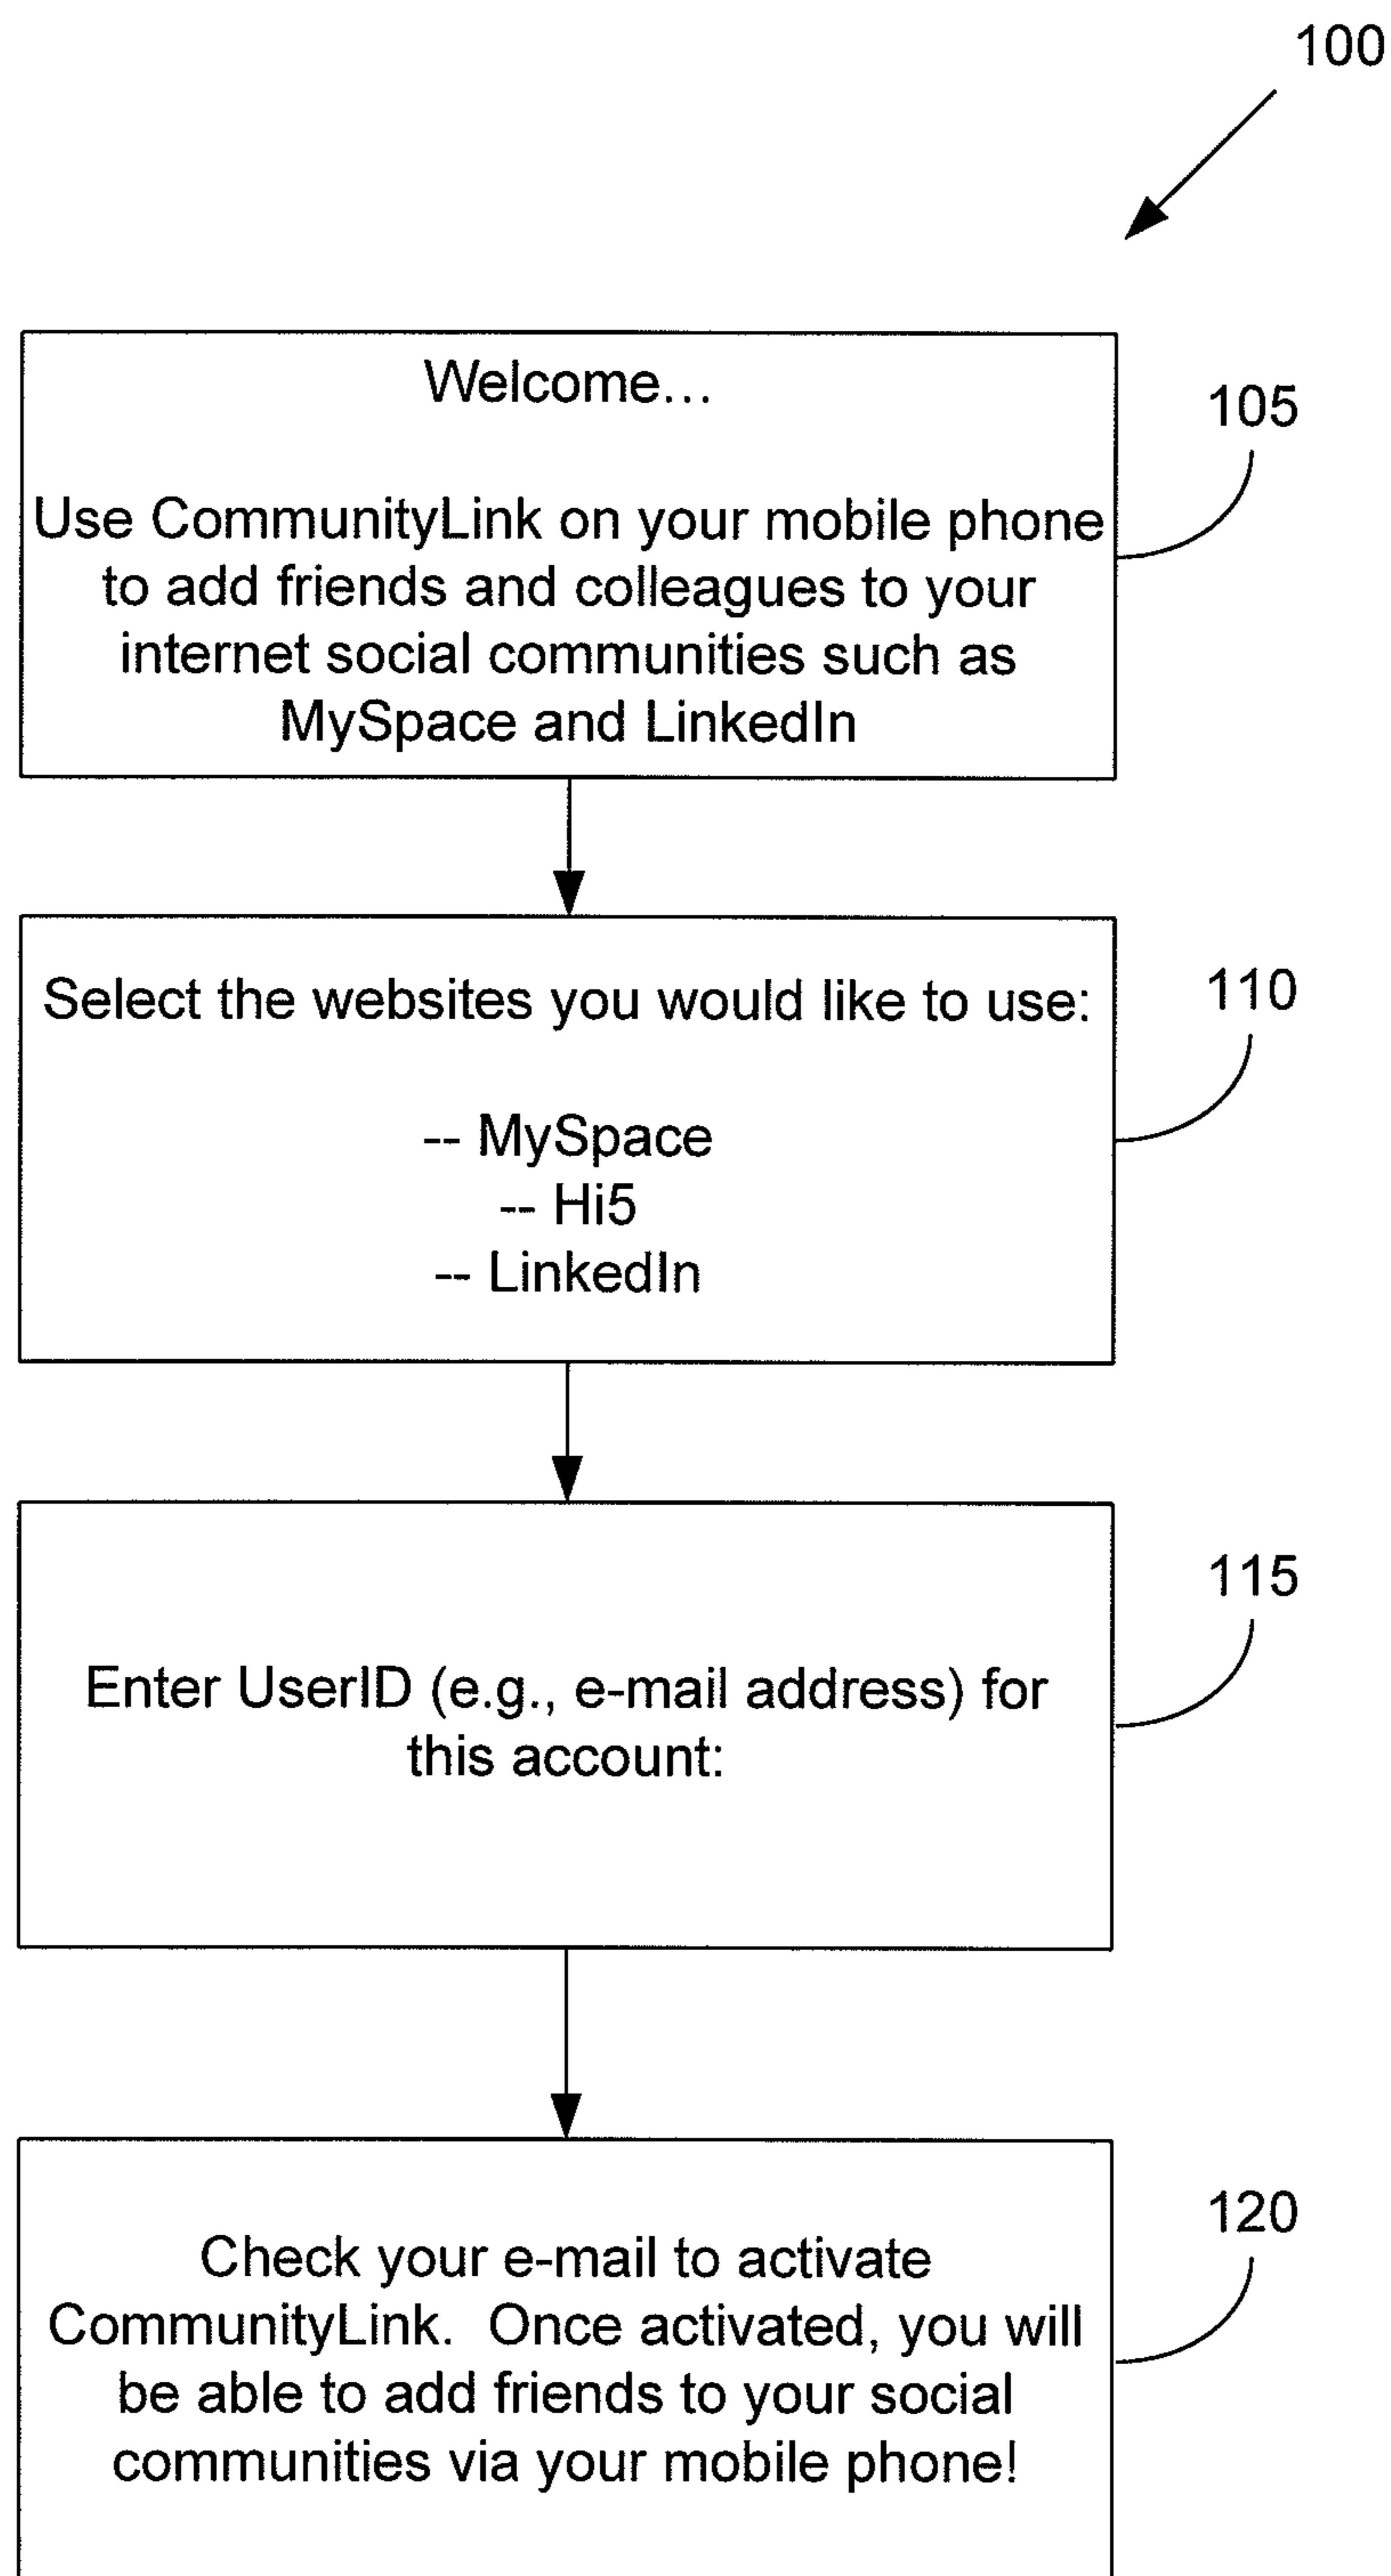 100
Welcome…
105
Use CommunityLink on your mobile phone
to add friends and colleagues to your
internet social communities such as
MySpace and LinkedIn
Select the websites you would like to use:
110
-- MySpace
-- Hi5
-- LinkedIn
115
Enter UserID (e.g., e-mail address) for
this account:
120
Check your e-mail to activate
CommunityLink.  Once activated, you will
be able to add friends to your social
communities via your mobile phone!